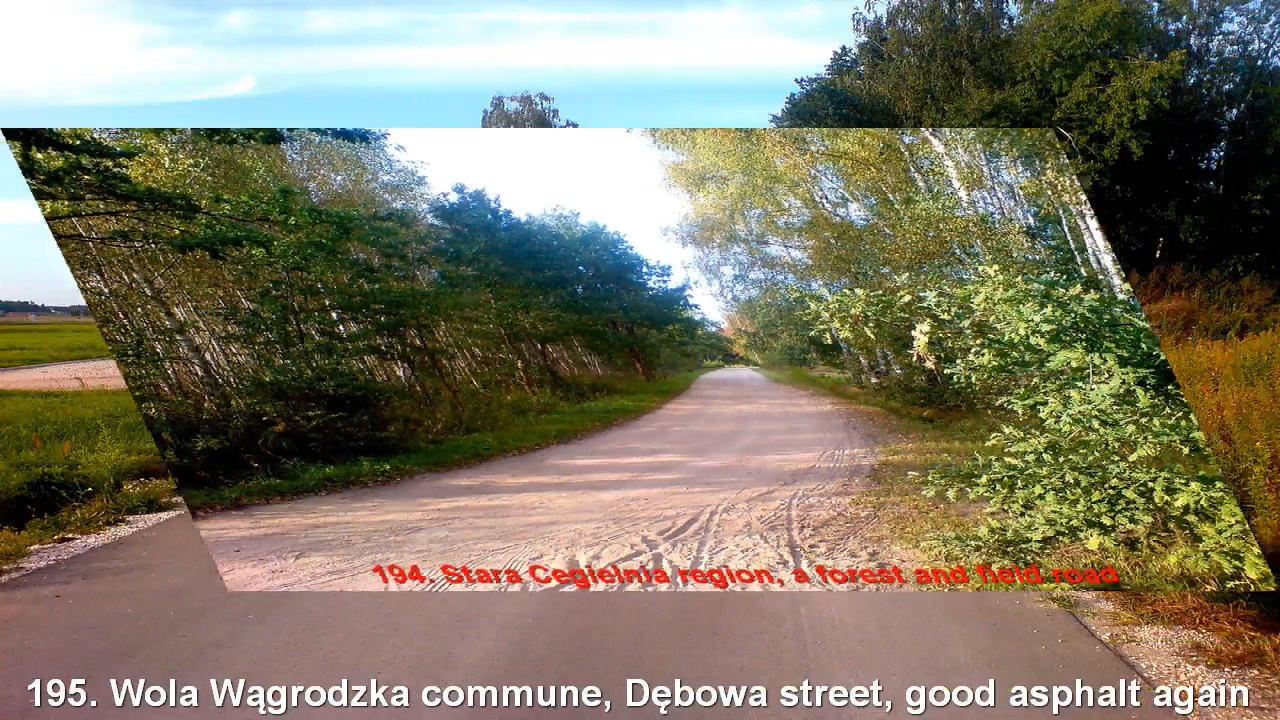 194. Stara Cegielnia region, a forest and field road
195. Wola Wągrodzka commune, Dębowa street, good asphalt again